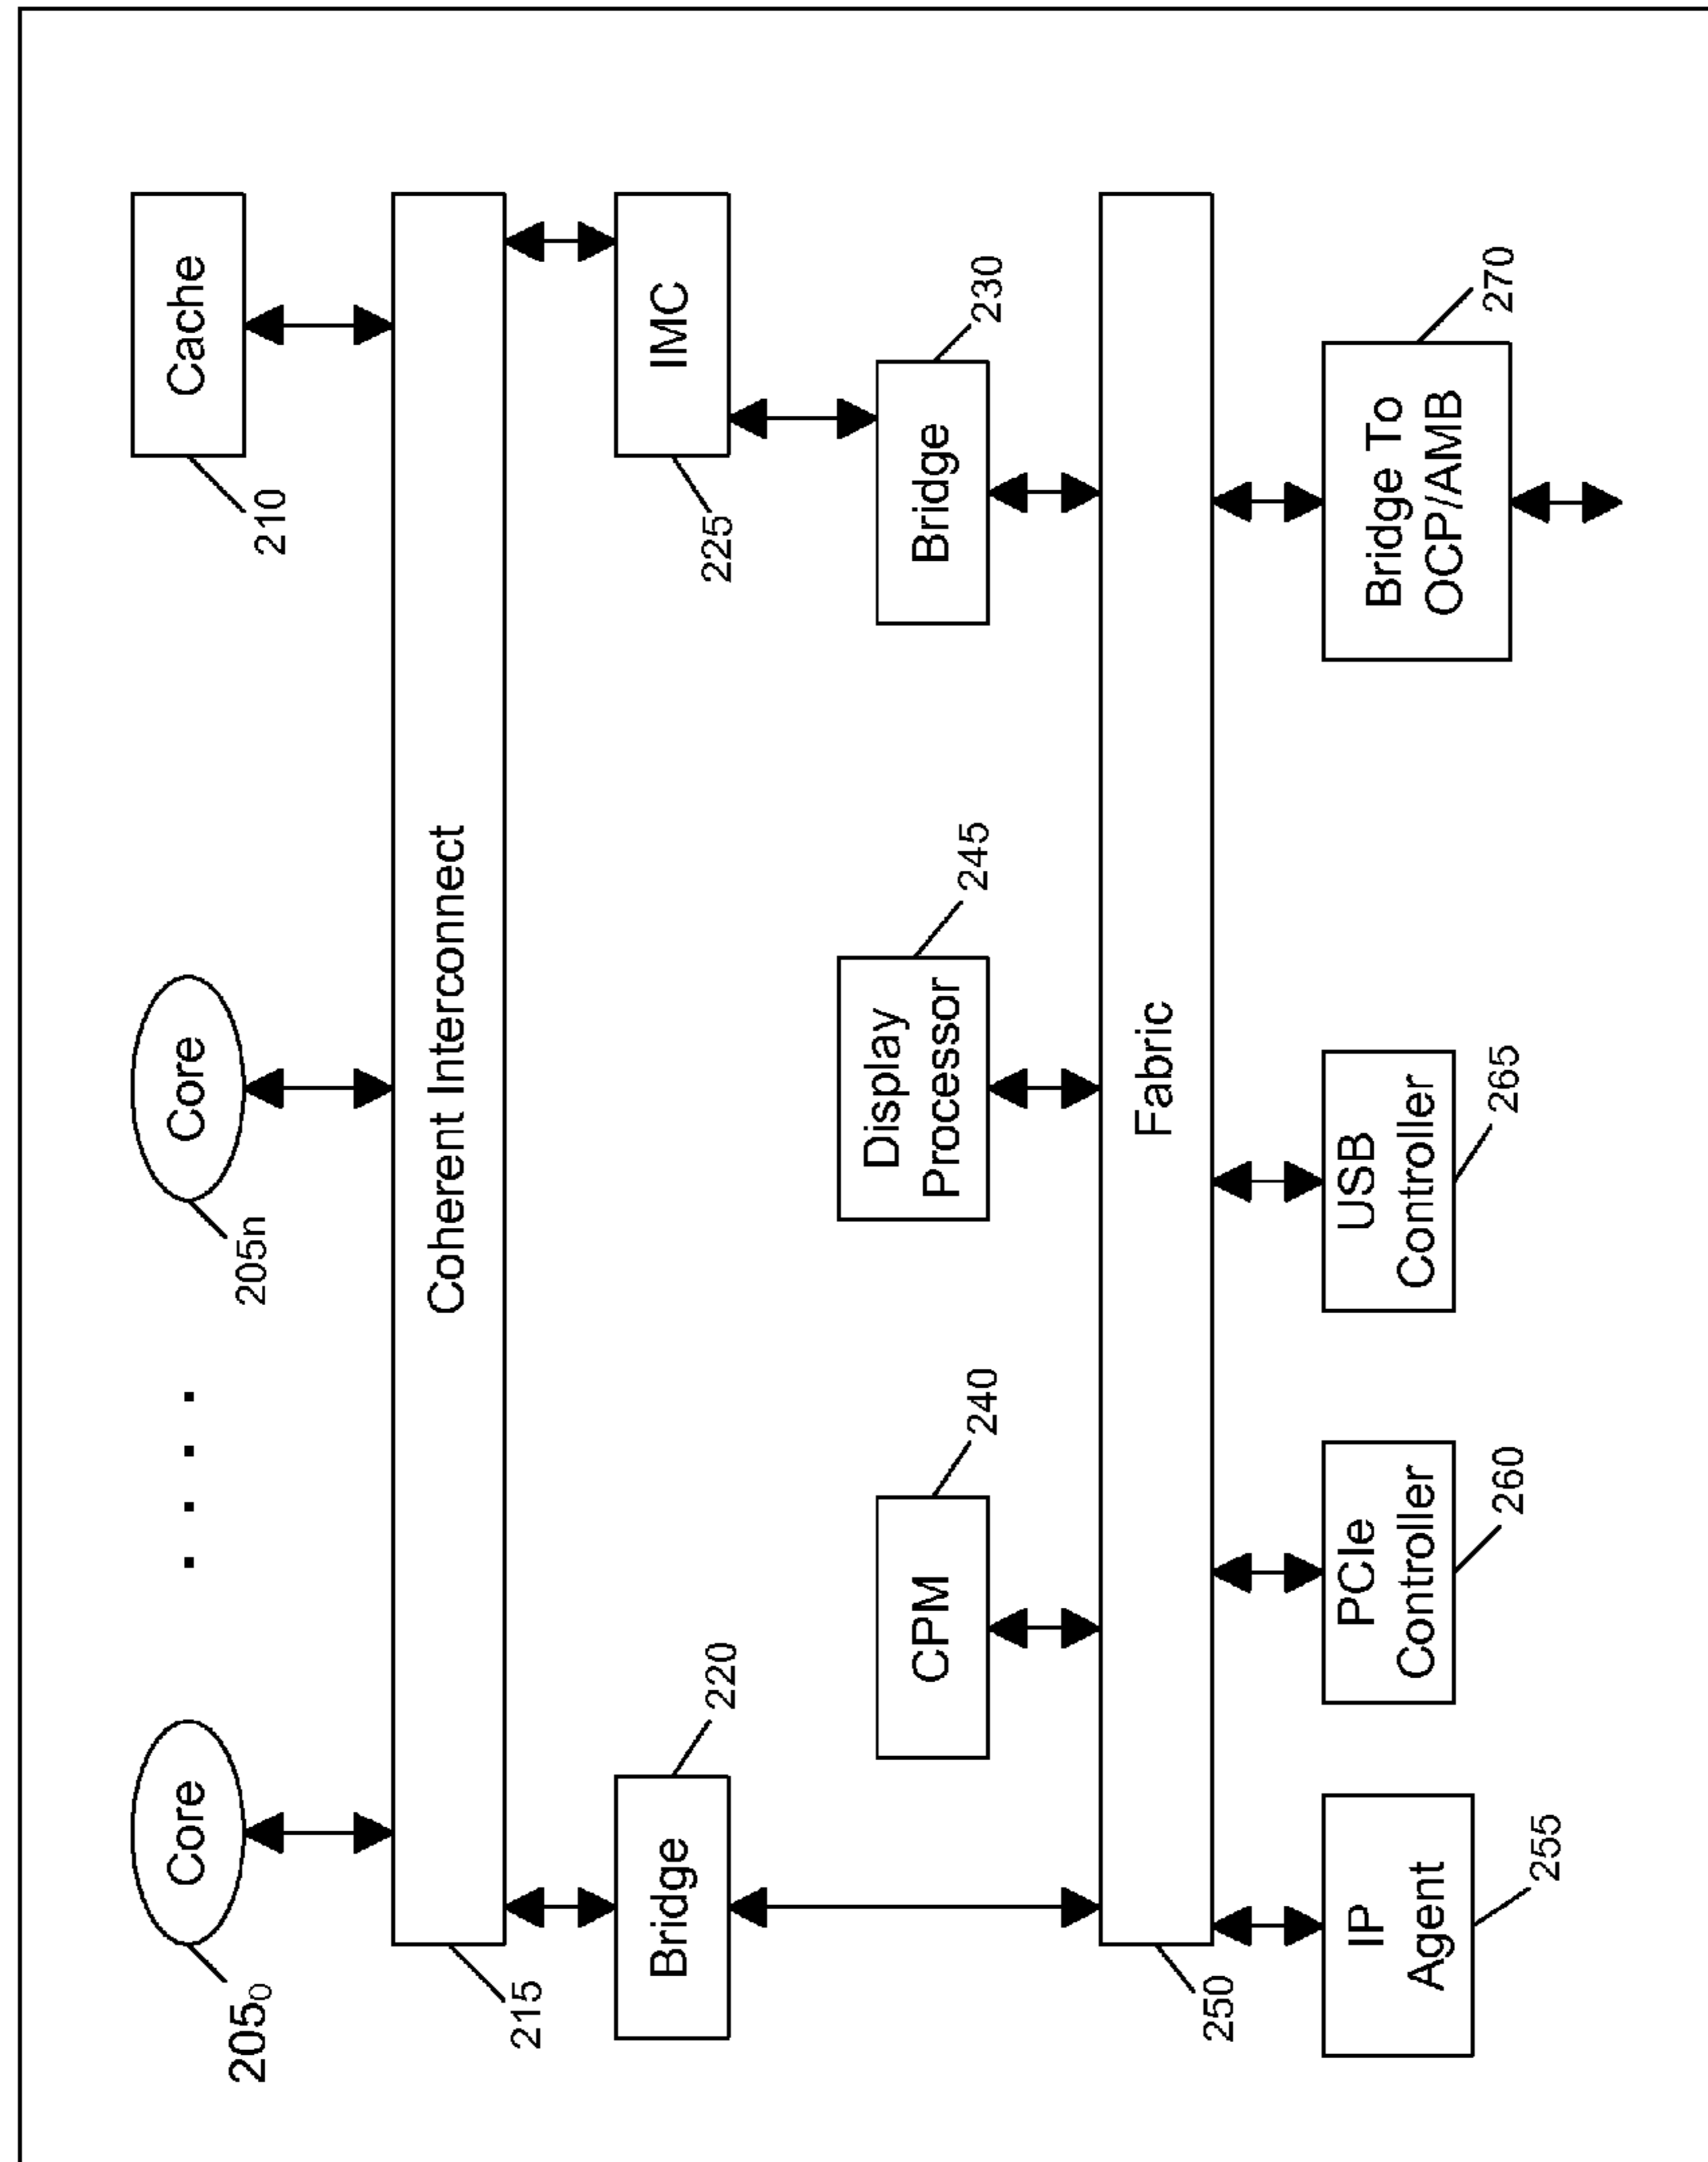 Core
205₀
Core
205n
. . . .
Cache
210
Coherent Interconnect
215
Bridge
220
IMC
225
CPM
240
Display
Processor
245
Bridge
230
Fabric
250
IP
Agent
255
PCIe
Controller
260
USB
Controller
265
Bridge To
OCP/AMB
270